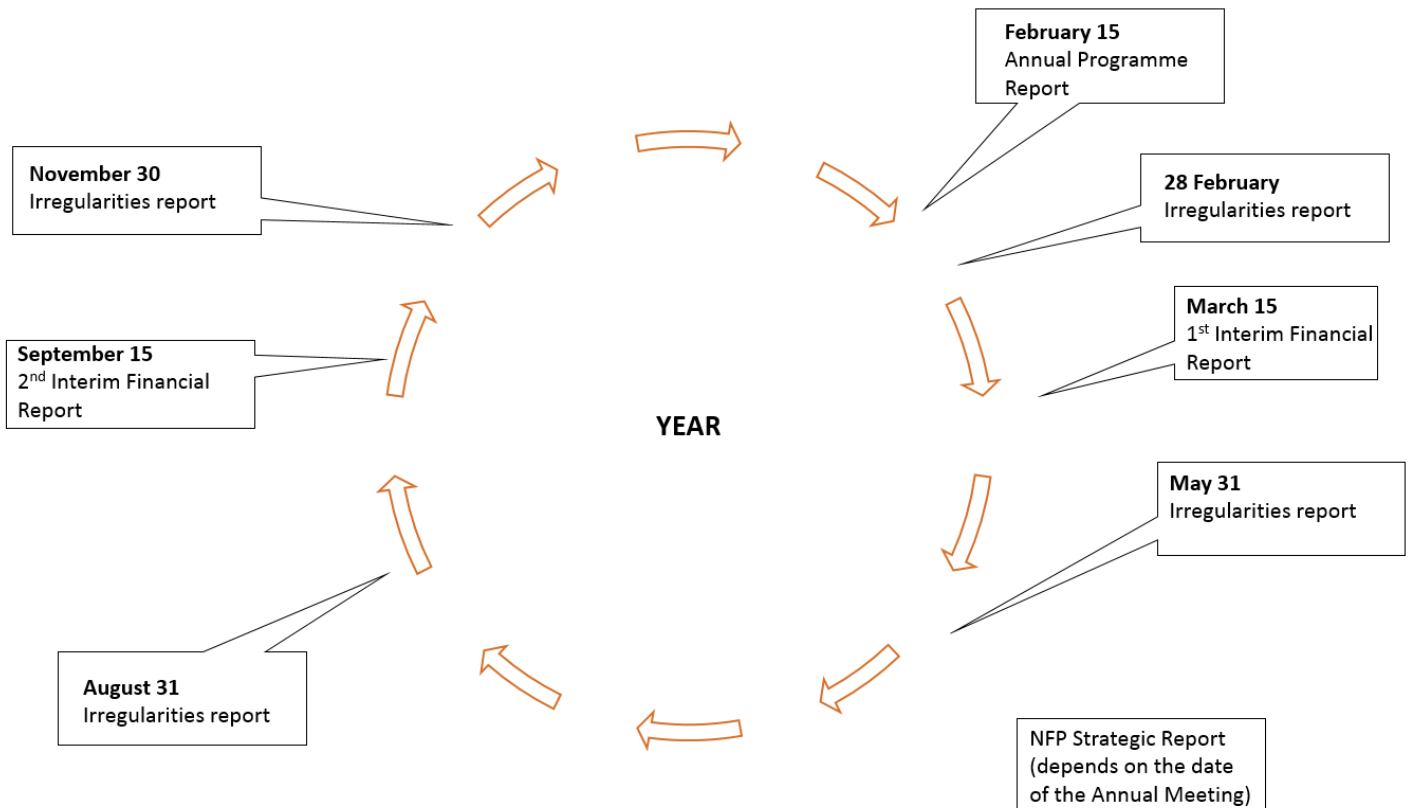 February 15
Annual Programme
Report
November 30
Irregularities report
28 February
Irregularities report
March 15
1st Interim Financial
Report
September 15
2nd Interim Financial
Report
YEAR
May 31
Irregularities report
August 31
Irregularities report
NFP Strategic Report
(depends on the date
of the Annual Meeting)